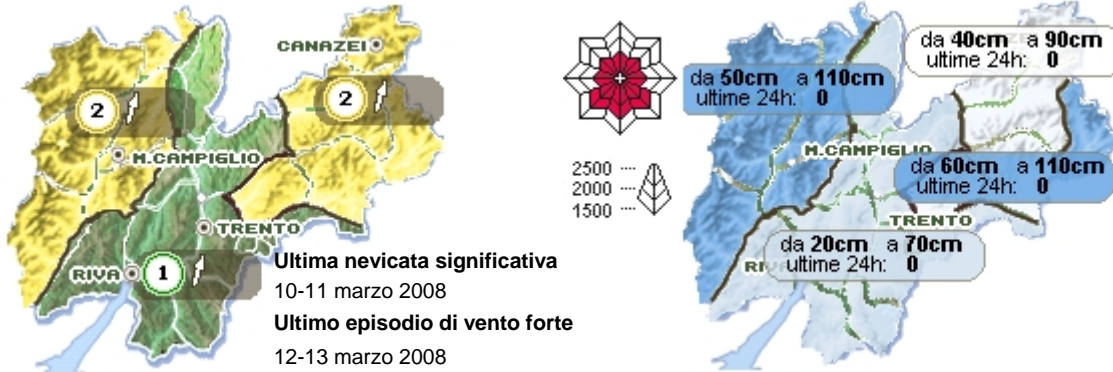 CANAZEI
2
2
M.CAMPIGLIO
TRENTO
RIVA
1
Ultima nevicata significativa
10-11 marzo 2008
Ultimo episodio di vento forte
12-13 marzo 2008
2500
2000
1500
da 40cm a 90cm
ultime 24h: 0
da 50cm a 110cm
ultime 24h: 0
M.CAMPIGLIO
da 60cm a 110cm
ultime 24h: 0
TRENTO
da 20cm a 70cm
ultime 24h: 0